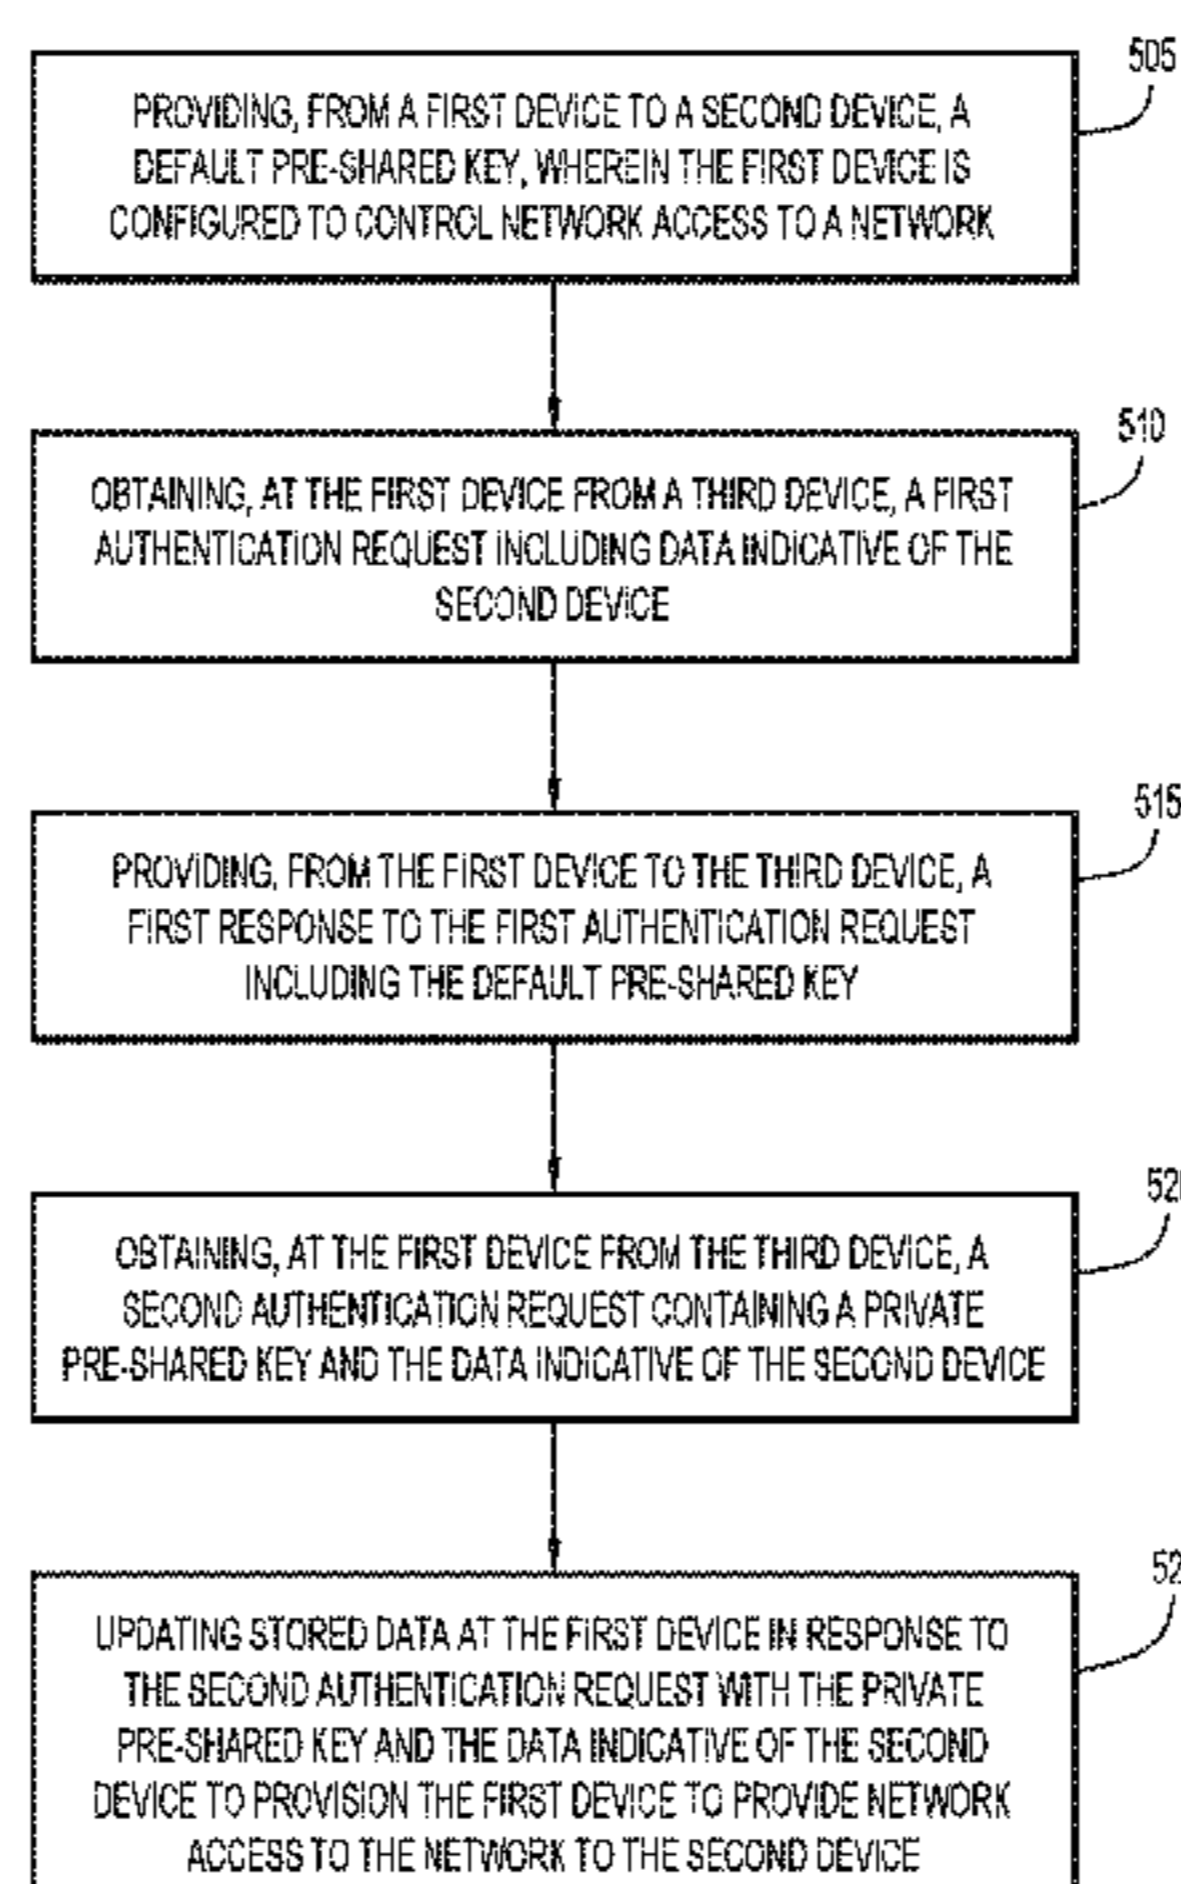 505
PROVIDING, FROM A FIRST DEVICE TO A SECOND DEVICE, A
DEFAULT PRE-SHARED KEY, WHEREIN THE FIRST DEVICE IS
CONFIGURED TO CONTROL NETWORK ACCESS TO A NETWORK
510
OBTAINING, AT THE FIRST DEVICE FROM A THIRD DEVICE, A FIRST
AUTHENTICATION REQUEST INCLUDING DATA INDICATIVE OF THE
SECOND DEVICE
515
PROVIDING, FROM THE FIRST DEVICE TO THE THIRD DEVICE, A
FIRST RESPONSE TO THE FIRST AUTHENTICATION REQUEST
INCLUDING THE DEFAULT PRE-SHARED KEY
OBTAINING, AT THE FIRST DEVICE FROM THE THIRD DEVICE, A
SECOND AUTHENTICATION REQUEST CONTAINING A PRIVATE
PRE-SHARED KEY AND THE DATA INDICATIVE OF THE SECOND DEVICE
UPDATING STORED DATA AT THE FIRST DEVICE IN RESPONSE TO
THE SECOND AUTHENTICATION REQUEST WITH THE PRIVATE
PRE-SHARED KEY AND THE DATA INDICATIVE OF THE SECOND
DEVICE TO PROVISION THE FIRST DEVICE TO PROVIDE NETWORK
ACCESS TO THE NETWORK TO THE SECOND DEVICE